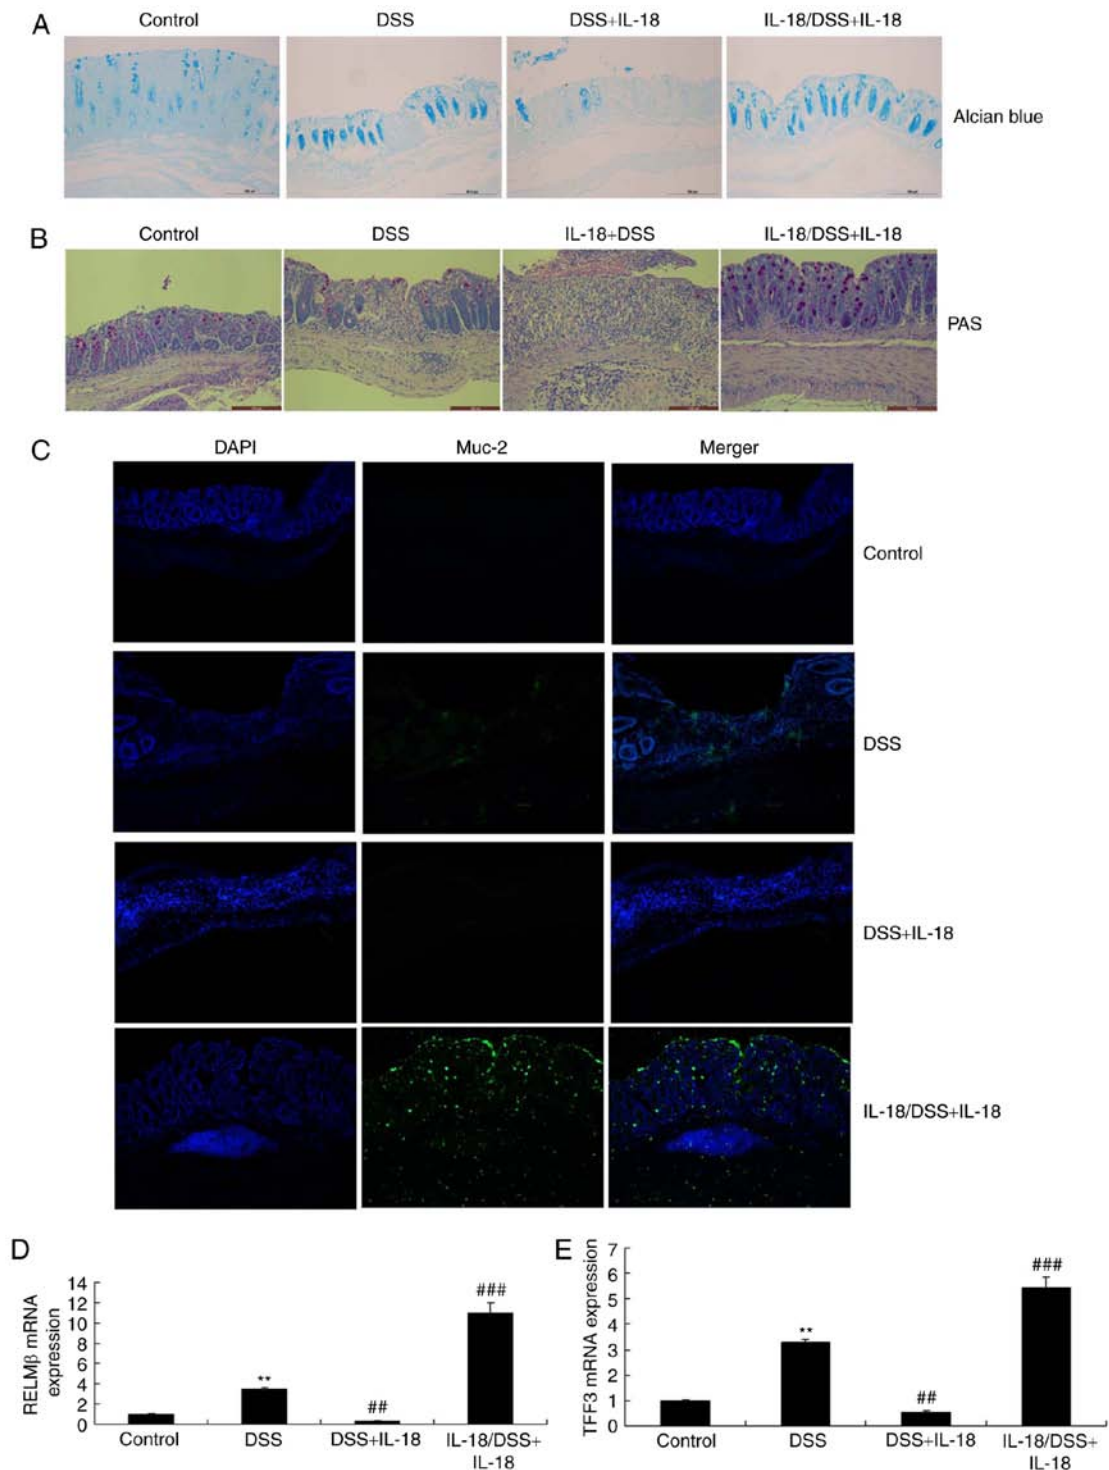 A
Control
DSS
DSS+IL-18
IL-18/DSS+IL-18
Alcian blue
B
Control
DSS
IL-18+DSS
IL-18/DSS+IL-18
PAS
C
DAPI
Muc-2
Merger
Control
DSS
DSS+IL-18
IL-18/DSS+IL-18
D
RELMβ mRNA
expression
14
12
10
8
6
4
2
0
**
##
###
Control
DSS
DSS+IL-18
IL-18/DSS+
IL-18
E
TFF3 mRNA expression
7
6
5
4
3
2
1
0
**
##
###
Control
DSS
DSS+IL-18
IL-18/DSS+
IL-18